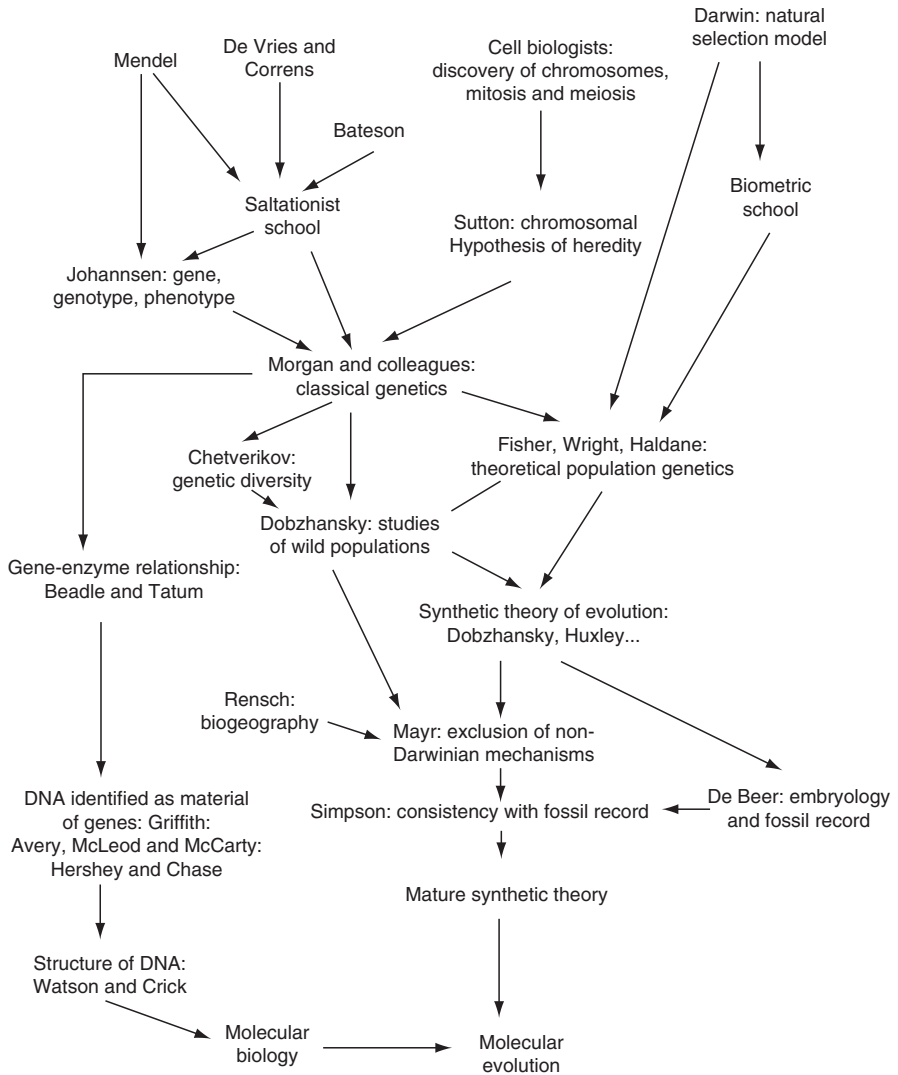 Mendel
De Vries and
Correns
Cell biologists:
discovery of chromosomes,
mitosis and meiosis
Darwin: natural
selection model
Bateson
Saltationist
school
Sutton: chromosomal
Hypothesis of heredity
Biometric
school
Johannsen: gene,
genotype, phenotype
Morgan and colleagues:
classical genetics
Chetverikov:
genetic diversity
Fisher, Wright, Haldane:
theoretical population genetics
Dobzhansky: studies
of wild populations
Gene-enzyme relationship:
Beadle and Tatum
Synthetic theory of evolution:
Dobzhansky, Huxley...
Rensch:
biogeography
Mayr: exclusion of non-
Darwinian mechanisms
DNA identified as material
of genes: Griffith:
Avery, McLeod and McCarty:
Hershey and Chase
Simpson: consistency with fossil record
De Beer: embryology
and fossil record
Mature synthetic theory
Structure of DNA:
Watson and Crick
Molecular
biology
Molecular
evolution